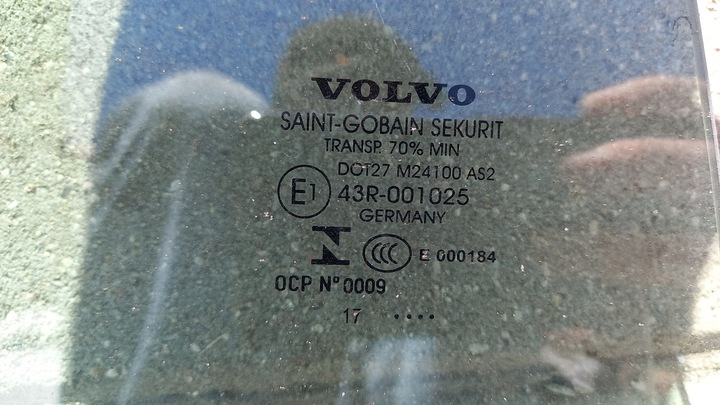 VOLVO
SAINT-GOBAIN SEKURIT
TRANSP. 70% MIN
DOT27 M24100 AS2
E1 43R-001025
GERMANY
N CCC E 000184
OCP Nº 0009
17 ....